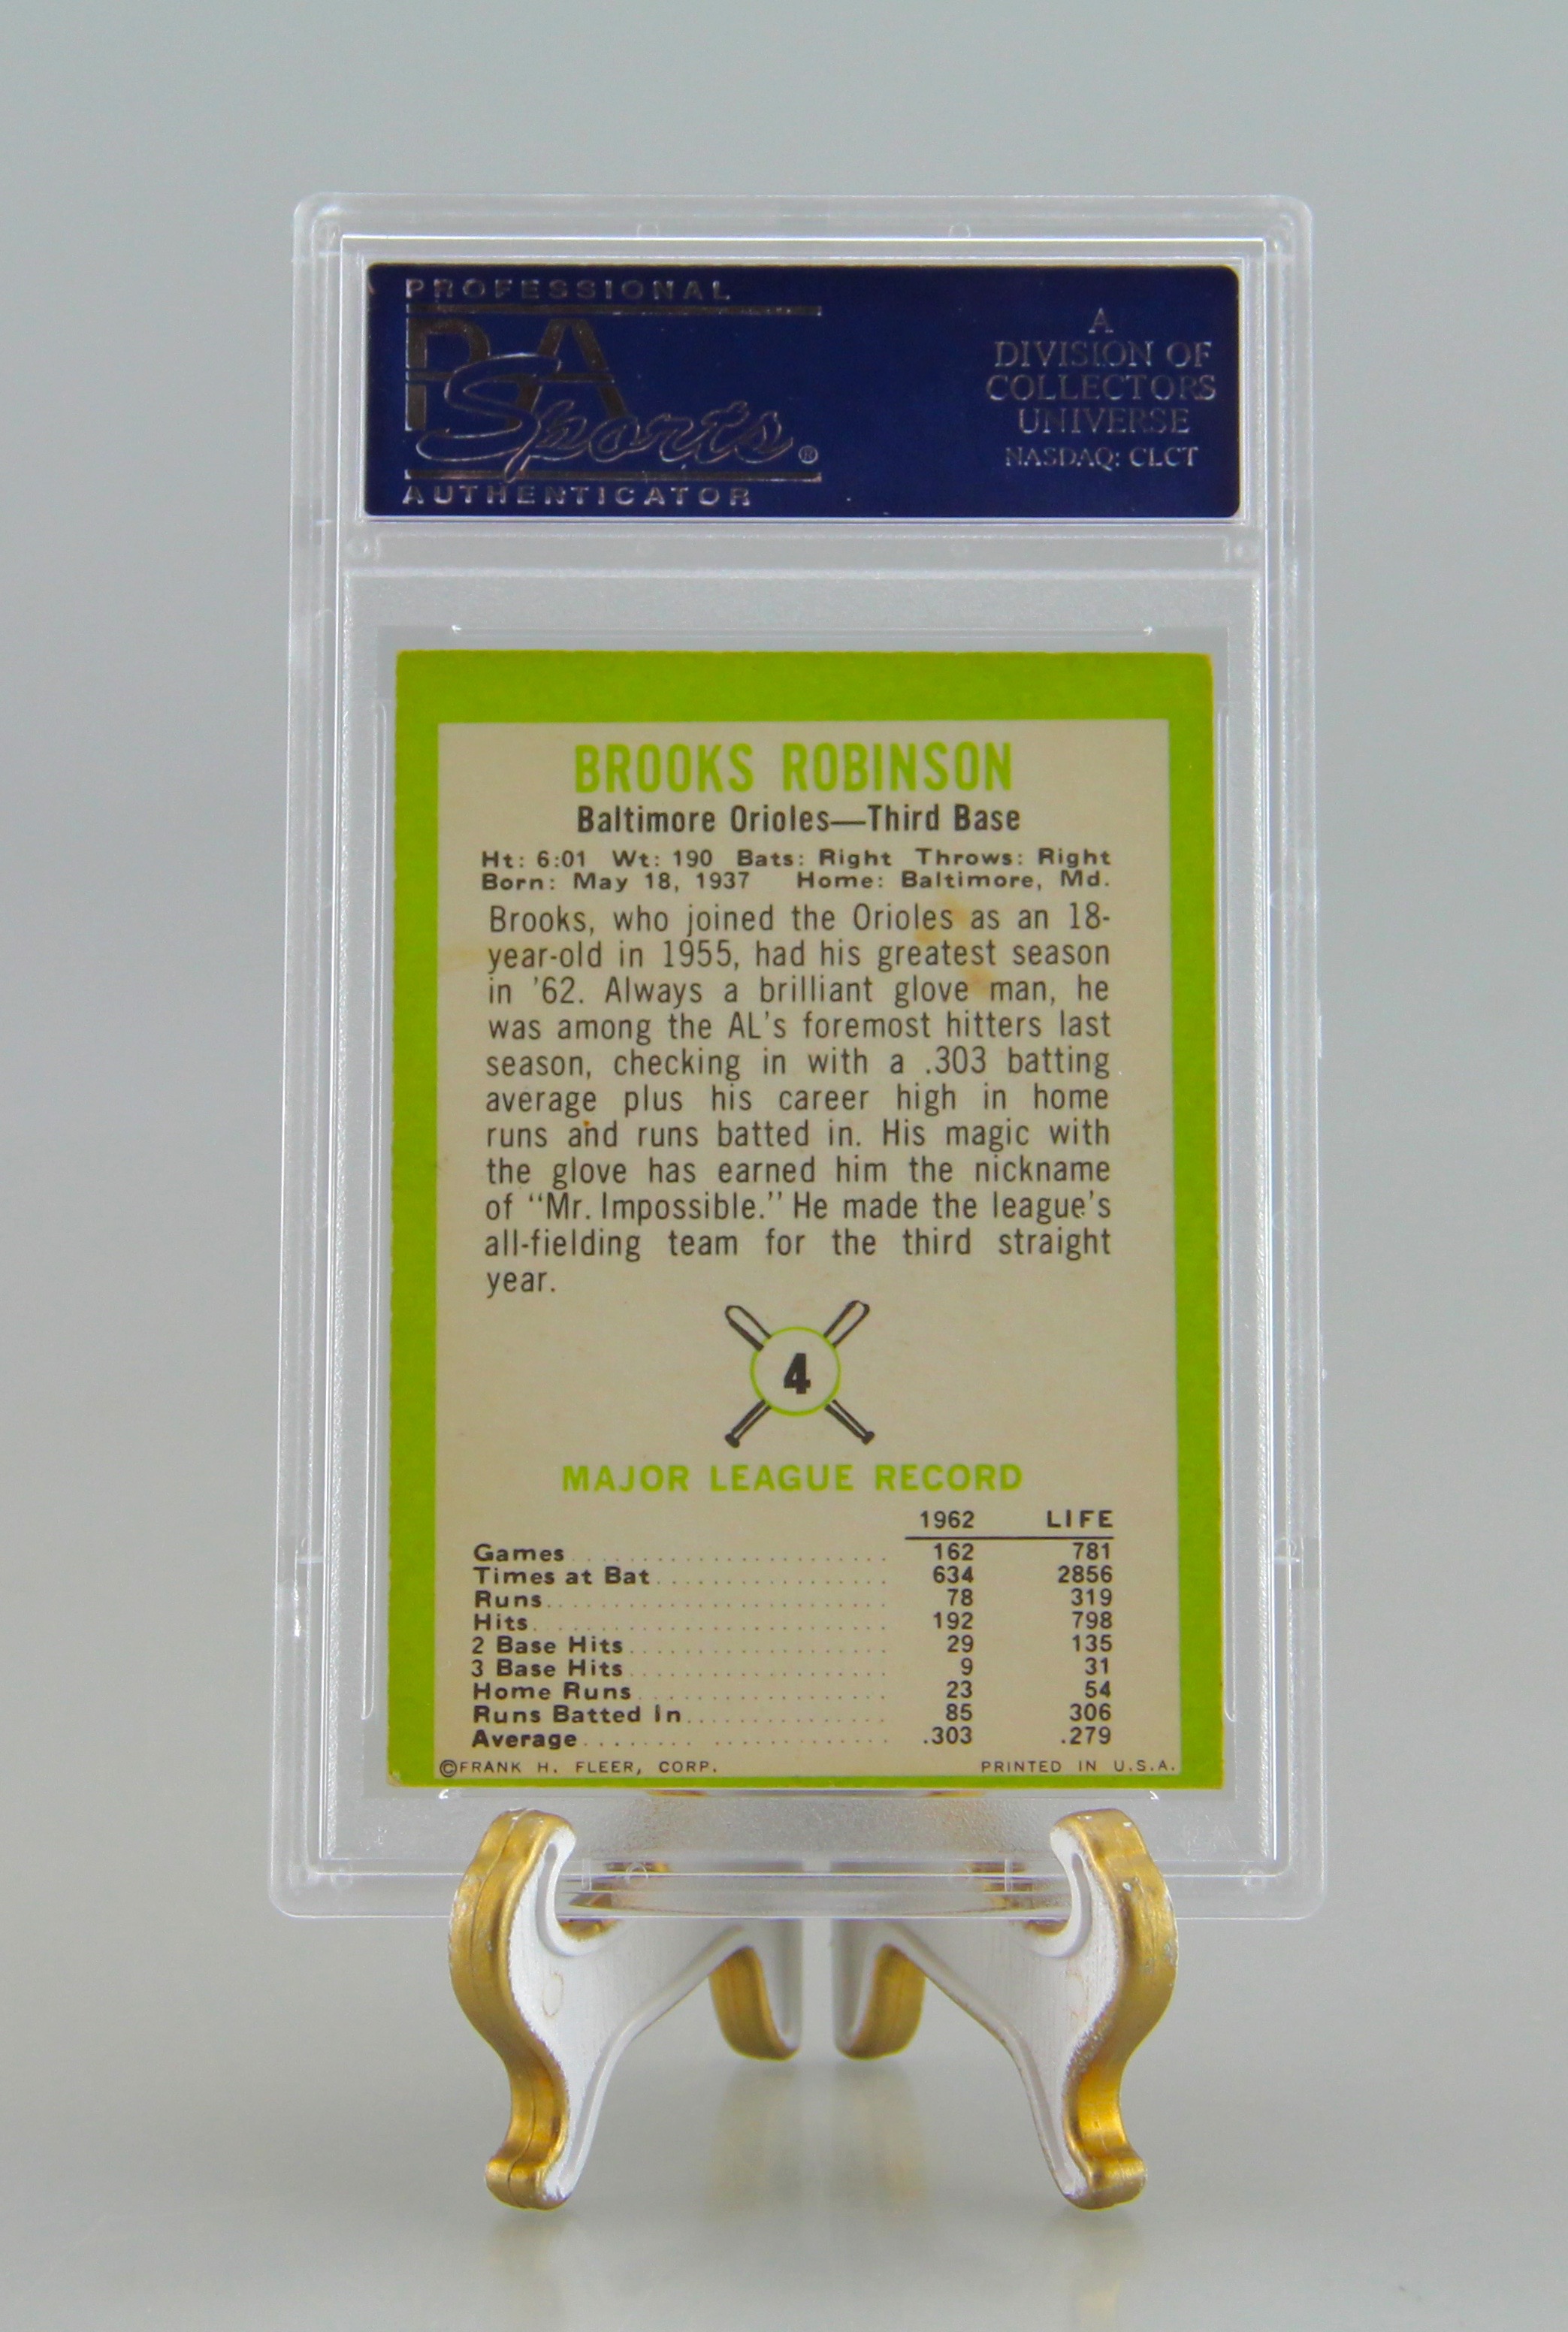 PROFESSIONAL
PSA
Sports®
AUTHENTICATOR
A
DIVISION OF
COLLECTORS
UNIVERSE
NASDAQ: CLCT
BROOKS ROBINSON
Baltimore Orioles—Third Base
Ht: 6:01 Wt: 190 Bats: Right Throws: Right
Born: May 18, 1937 Home: Baltimore, Md.
Brooks, who joined the Orioles as an 18-
year-old in 1955, had his greatest season
in '62. Always a brilliant glove man, he
was among the AL's foremost hitters last
season, checking in with a .303 batting
average plus his career high in home
runs and runs batted in. His magic with
the glove has earned him the nickname
of "Mr. Impossible." He made the league's
all-fielding team for the third straight
year.
4
MAJOR LEAGUE RECORD
1962 LIFE
Games 162 781
Times at Bat 634 2856
Runs 78 319
Hits 192 798
2 Base Hits 29 135
3 Base Hits 9 31
Home Runs 23 54
Runs Batted In 85 306
Average .303 .279
©FRANK H. FLEER, CORP. PRINTED IN U.S.A.